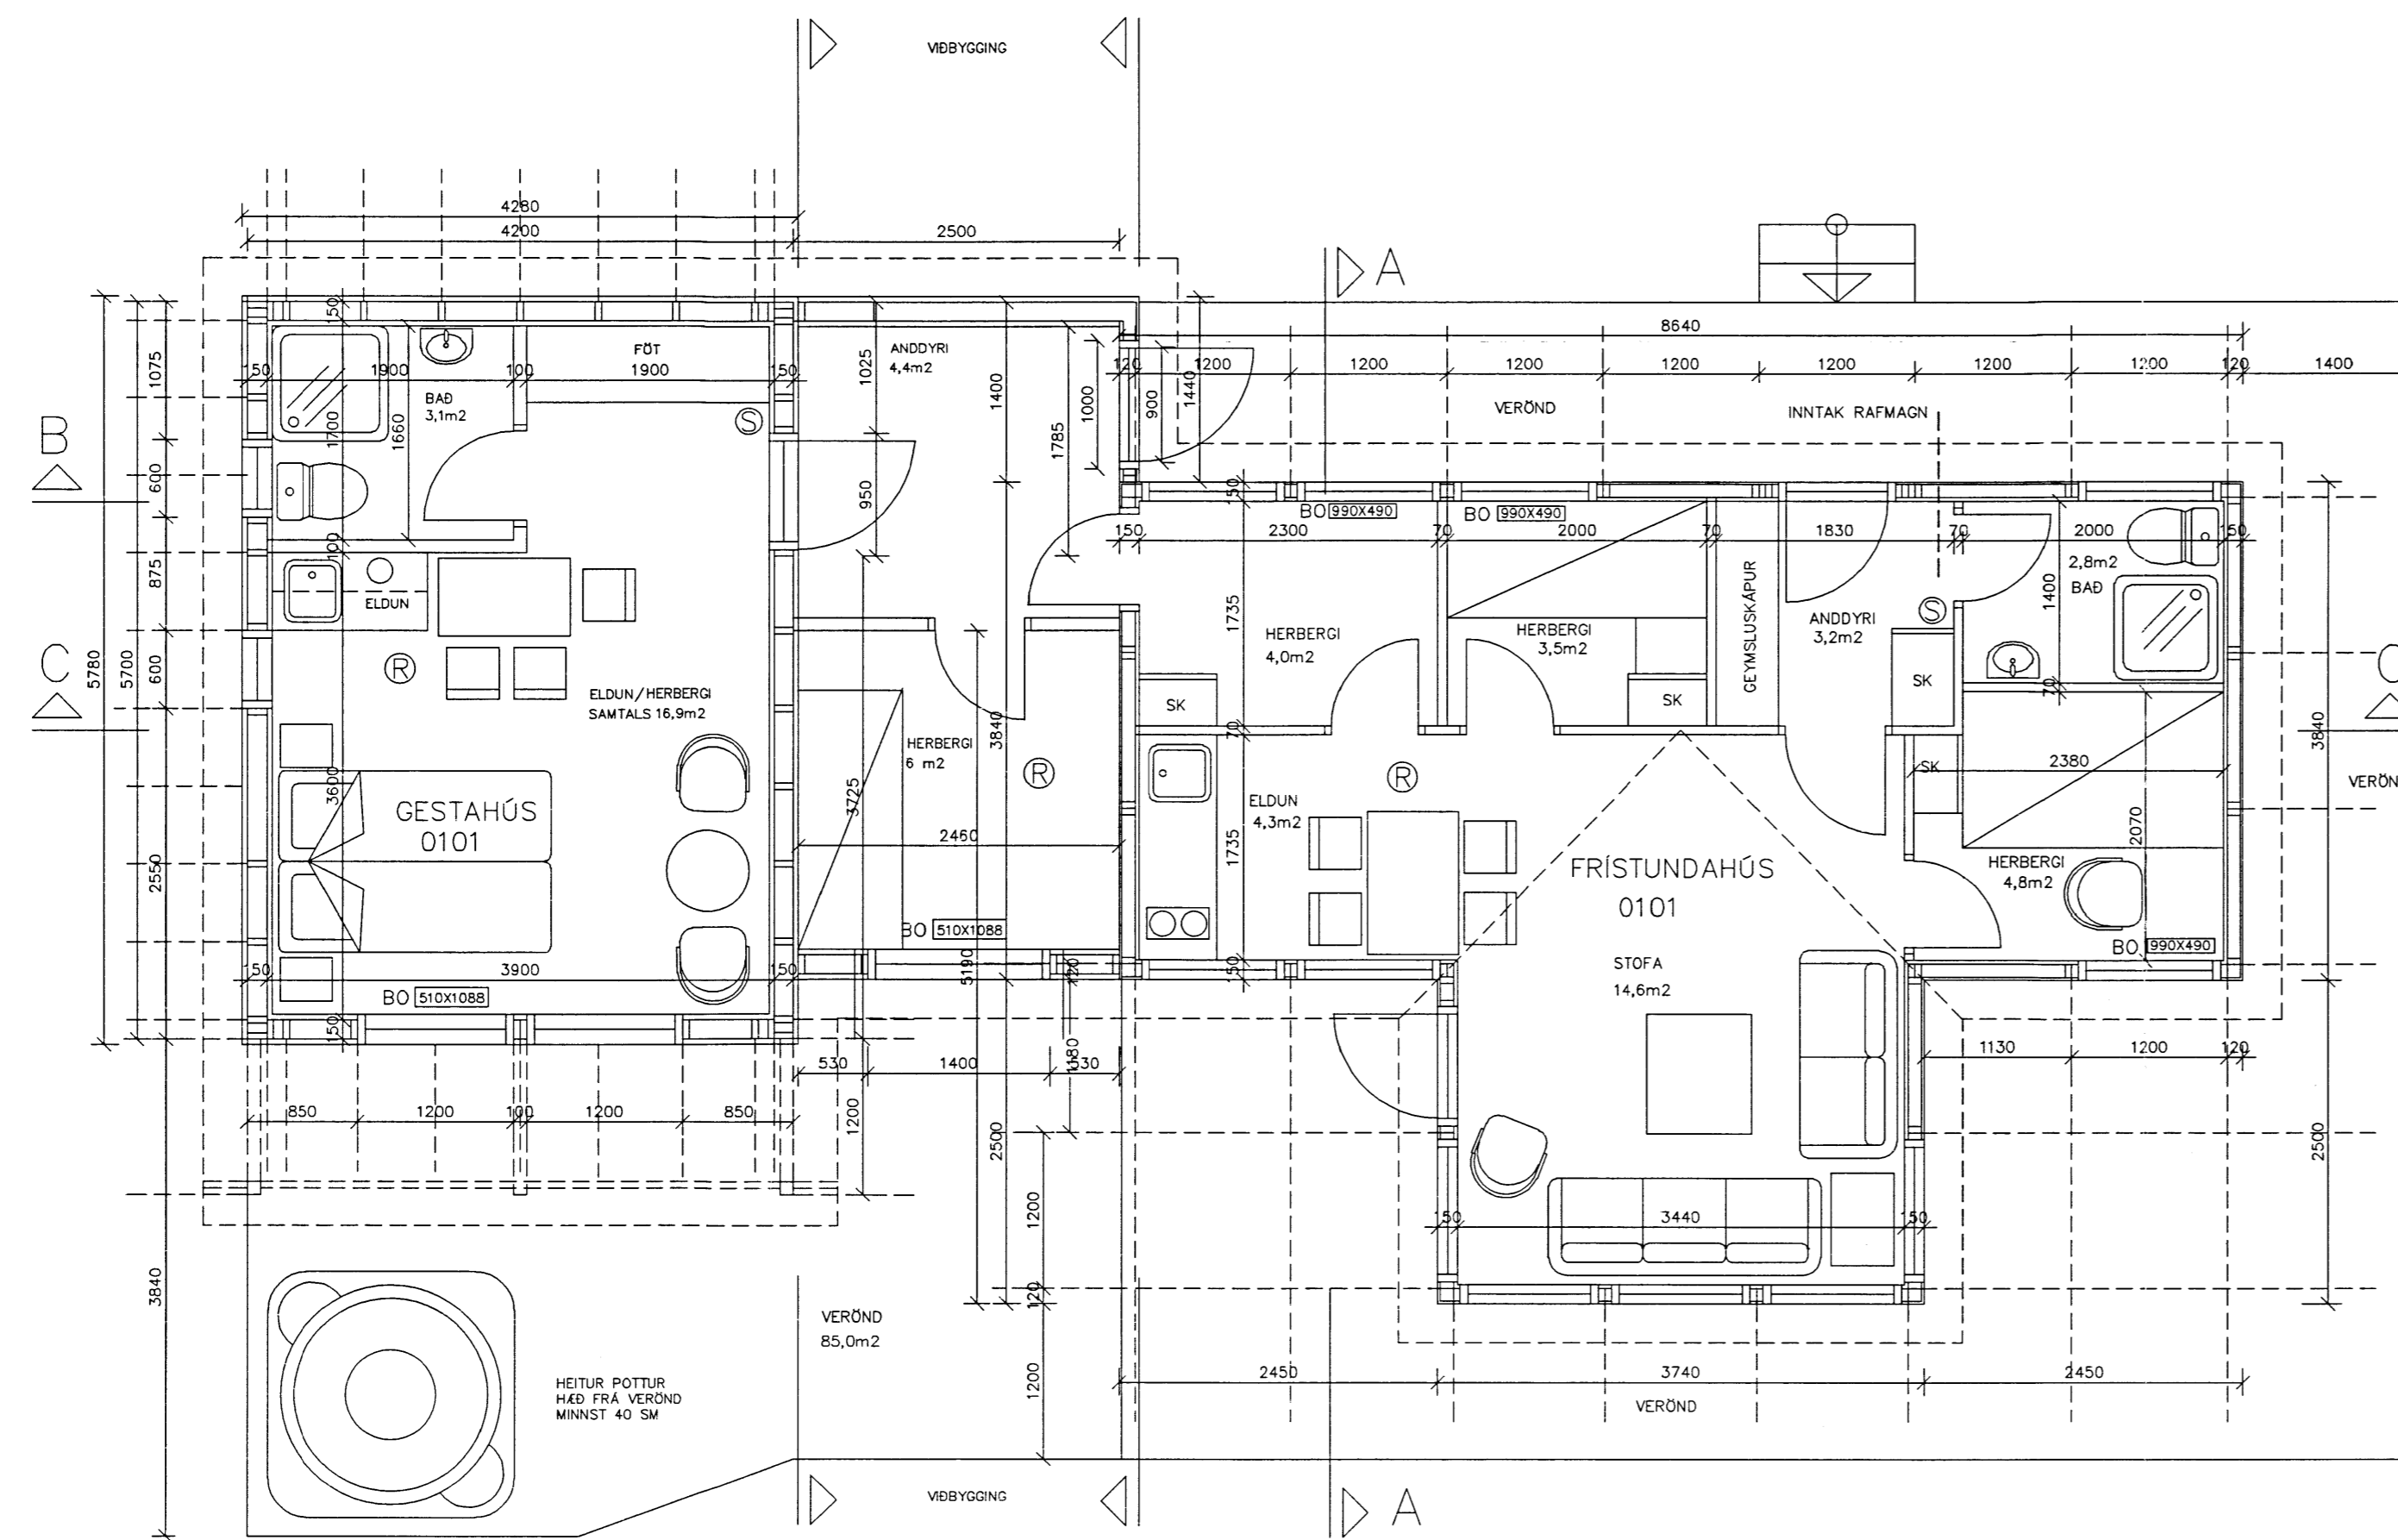 VIÐBYGGING
4280
4200
2500
A
8640
150
1900
100
1900
150
FÖT
BAÐ
3,1m2
1700
1660
ANDDYRI
4,4m2
1025
1400
1785
1000
900
1440
950
120
1200
1200
1200
1200
1200
1200
1200
120
1400
VERÖND
INNTAK RAFMAGN
B
C
5780
5700
1075
600
875
600
2550
3840
150
100
S
ELDUN
R
ELDUN/HERBERGI
SAMTALS 16,9m2
3600
GESTAHÚS
0101
150
3900
150
BO 510X1088
150
HERBERGI
6 m2
R
3840
3725
2460
BO 510X1088
5190
120
150
BO 990X490
BO 990X490
150
2300
70
2000
70
1830
70
2000
150
1735
HERBERGI
4,0m2
SK
HERBERGI
3,5m2
SK
GEYMSLUSKÁPUR
ANDDYRI
3,2m2
S
SK
2,8m2
BAÐ
1400
70
70
ELDUN
4,3m2
1735
R
150
FRÍSTUNDAHÚS
0101
STOFA
14,6m2
SK
2380
2070
HERBERGI
4,8m2
BO 990X490
3840
C
VERÖN
530
1400
530
1180
1130
1200
120
850
1200
100
1200
850
1200
2500
1200
120
1200
2500
150
3440
150
VERÖND
85,0m2
HEITUR POTTUR
HÆÐ FRÁ VERÖND
MINNST 40 SM
2450
3740
2450
VERÖND
VIÐBYGGING
A